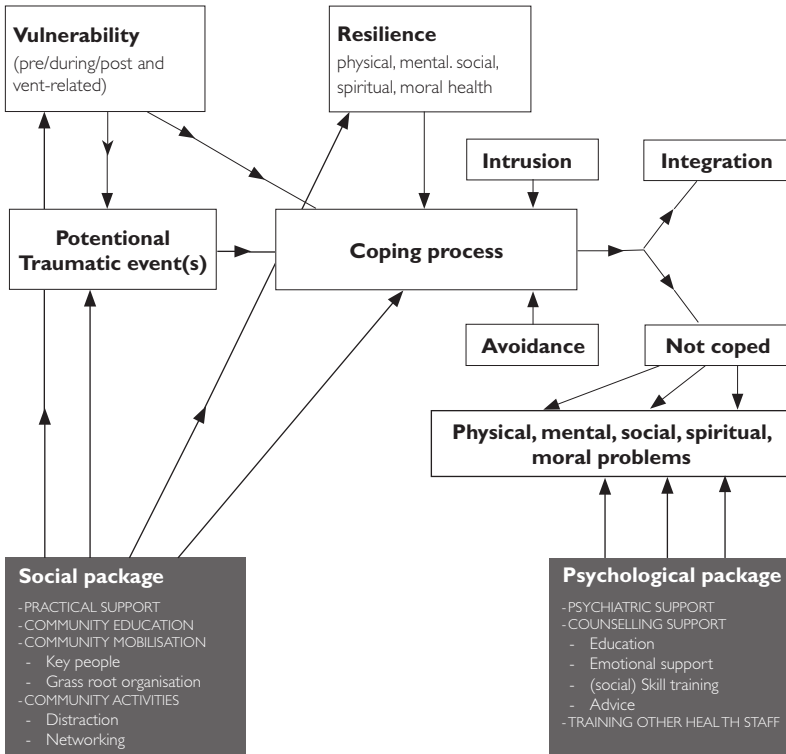 Vulnerability
(pre/during/post and
vent-related)
Resilience
physical, mental. social,
spiritual, moral health
Intrusion
Integration
Potentional
Traumatic event(s)
Coping process
Avoidance
Not coped
Physical, mental, social, spiritual,
moral problems
Social package
-PRACTICAL SUPPORT
-COMMUNITY EDUCATION
-COMMUNITY MOBILISATION
- Key people
- Grass root organisation
-COMMUNITY ACTIVITIES
- Distraction
- Networking
Psychological package
-PSYCHIATRIC SUPPORT
-COUNSELLING SUPPORT
- Education
- Emotional support
- (social) Skill training
- Advice
-TRAINING OTHER HEALTH STAFF